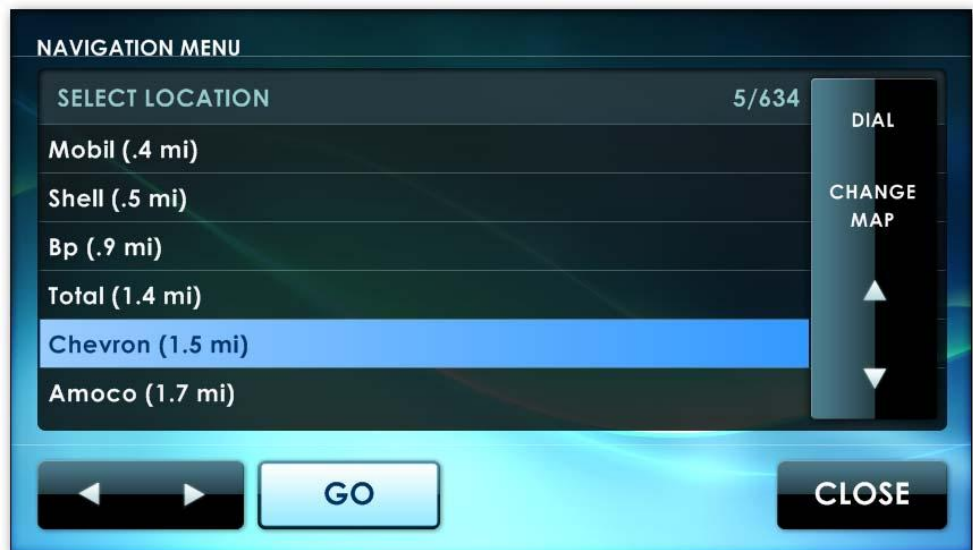 NAVIGATION MENU
SELECT LOCATION 5/634
Mobil (.4 mi)
Shell (.5 mi)
Bp (.9 mi)
Total (1.4 mi)
Chevron (1.5 mi)
Amoco (1.7 mi)
DIAL
CHANGE
MAP
GO
CLOSE